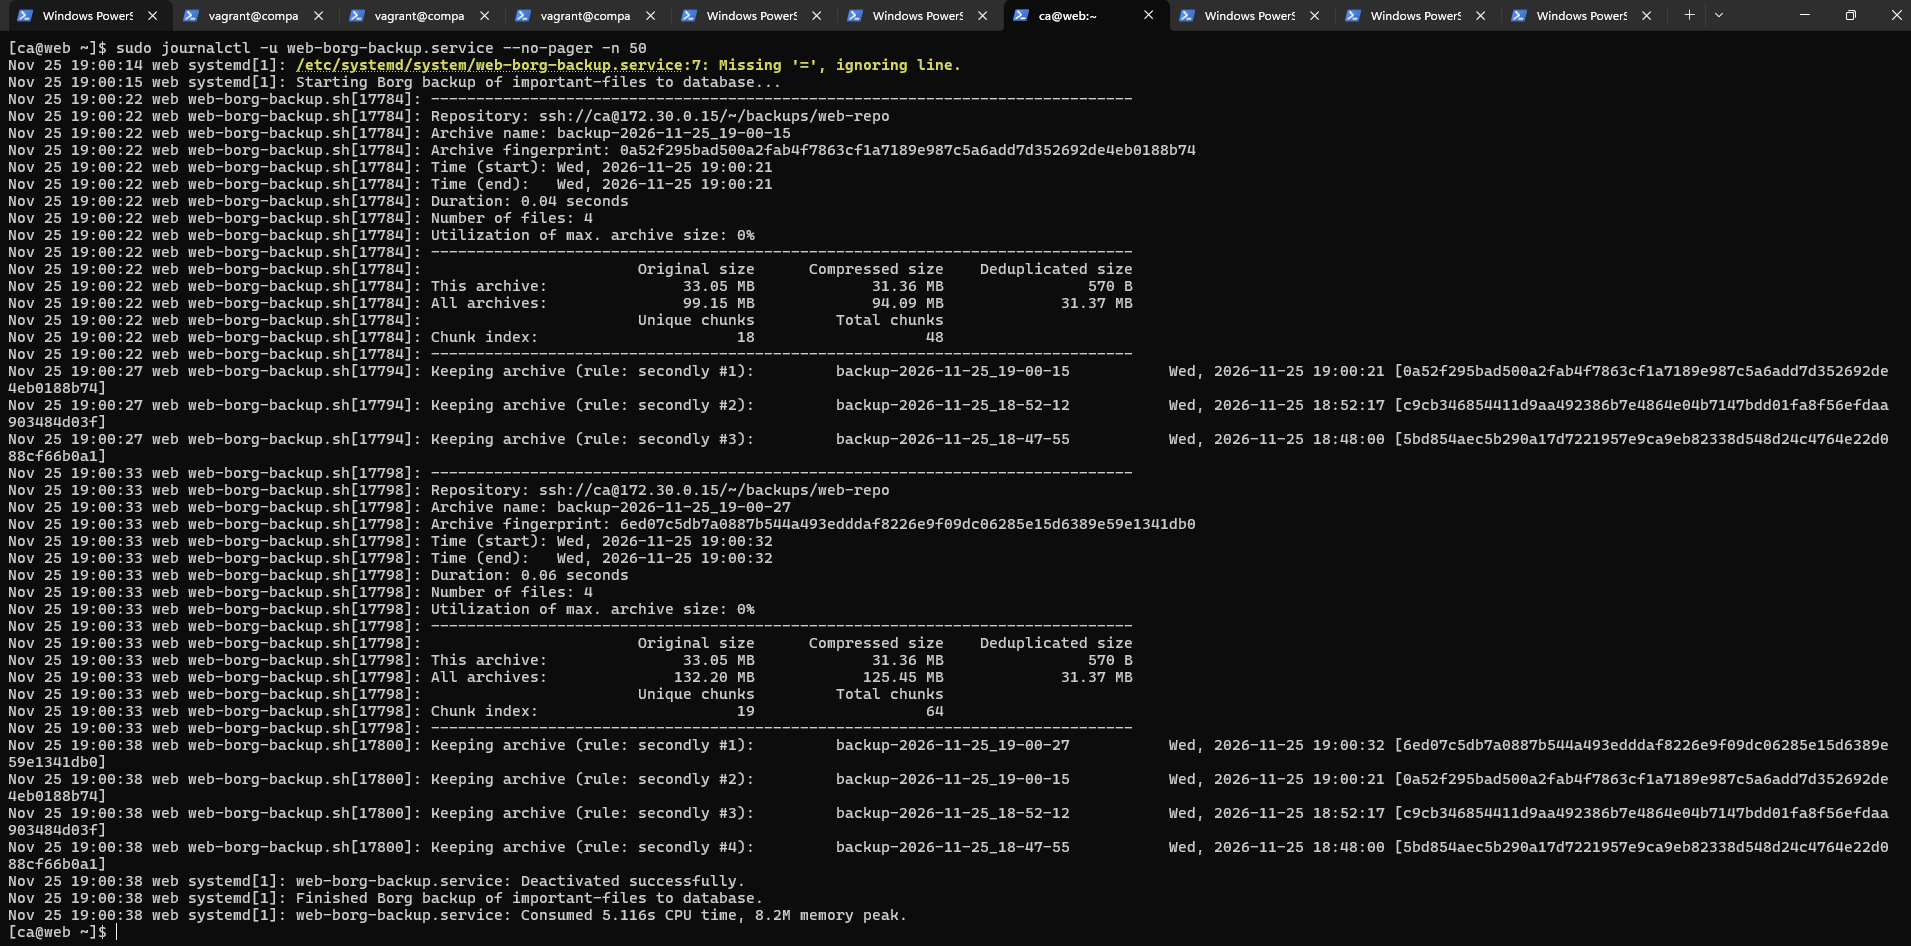 Windows PowerS
vagrant@compa
vagrant@compa
vagrant@compa
Windows PowerS
Windows PowerS
ca@web:~
Windows PowerS
Windows PowerS
Windows PowerS
[ca@web ~]$ sudo journalctl -u web-borg-backup.service --no-pager -n 50
Nov 25 19:00:14 web systemd[1]: /etc/systemd/system/web-borg-backup.service:7: Missing '=', ignoring line.
Nov 25 19:00:15 web systemd[1]: Starting Borg backup of important-files to database...
Nov 25 19:00:22 web web-borg-backup.sh[17784]: ------------------------------------------------------------------------------
Nov 25 19:00:22 web web-borg-backup.sh[17784]: Repository: ssh://ca@172.30.0.15/~/backups/web-repo
Nov 25 19:00:22 web web-borg-backup.sh[17784]: Archive name: backup-2026-11-25_19-00-15
Nov 25 19:00:22 web web-borg-backup.sh[17784]: Archive fingerprint: 0a52f295bad500a2fab4f7863cf1a7189e987c5a6add7d352692de4eb0188b74
Nov 25 19:00:22 web web-borg-backup.sh[17784]: Time (start): Wed, 2026-11-25 19:00:21
Nov 25 19:00:22 web web-borg-backup.sh[17784]: Time (end):   Wed, 2026-11-25 19:00:21
Nov 25 19:00:22 web web-borg-backup.sh[17784]: Duration: 0.04 seconds
Nov 25 19:00:22 web web-borg-backup.sh[17784]: Number of files: 4
Nov 25 19:00:22 web web-borg-backup.sh[17784]: Utilization of max. archive size: 0%
Nov 25 19:00:22 web web-borg-backup.sh[17784]: ------------------------------------------------------------------------------
Nov 25 19:00:22 web web-borg-backup.sh[17784]:                        Original size      Compressed size    Deduplicated size
Nov 25 19:00:22 web web-borg-backup.sh[17784]: This archive:               33.05 MB             31.36 MB                570 B
Nov 25 19:00:22 web web-borg-backup.sh[17784]: All archives:               99.15 MB             94.09 MB             31.37 MB
Nov 25 19:00:22 web web-borg-backup.sh[17784]:                        Unique chunks         Total chunks
Nov 25 19:00:22 web web-borg-backup.sh[17784]: Chunk index:                      18                   48
Nov 25 19:00:22 web web-borg-backup.sh[17784]: ------------------------------------------------------------------------------
Nov 25 19:00:27 web web-borg-backup.sh[17794]: Keeping archive (rule: secondly #1):         backup-2026-11-25_19-00-15           Wed, 2026-11-25 19:00:21 [0a52f295bad500a2fab4f7863cf1a7189e987c5a6add7d352692de
4eb0188b74]
Nov 25 19:00:27 web web-borg-backup.sh[17794]: Keeping archive (rule: secondly #2):         backup-2026-11-25_18-52-12           Wed, 2026-11-25 18:52:17 [c9cb346854411d9aa492386b7e4864e04b7147bdd01fa8f56efdaa
903484d03f]
Nov 25 19:00:27 web web-borg-backup.sh[17794]: Keeping archive (rule: secondly #3):         backup-2026-11-25_18-47-55           Wed, 2026-11-25 18:48:00 [5bd854aec5b290a17d7221957e9ca9eb82338d548d24c4764e22d0
88cf66b0a1]
Nov 25 19:00:33 web web-borg-backup.sh[17798]: ------------------------------------------------------------------------------
Nov 25 19:00:33 web web-borg-backup.sh[17798]: Repository: ssh://ca@172.30.0.15/~/backups/web-repo
Nov 25 19:00:33 web web-borg-backup.sh[17798]: Archive name: backup-2026-11-25_19-00-27
Nov 25 19:00:33 web web-borg-backup.sh[17798]: Archive fingerprint: 6ed07c5db7a0887b544a493edddaf8226e9f09dc06285e15d6389e59e1341db0
Nov 25 19:00:33 web web-borg-backup.sh[17798]: Time (start): Wed, 2026-11-25 19:00:32
Nov 25 19:00:33 web web-borg-backup.sh[17798]: Time (end):   Wed, 2026-11-25 19:00:32
Nov 25 19:00:33 web web-borg-backup.sh[17798]: Duration: 0.06 seconds
Nov 25 19:00:33 web web-borg-backup.sh[17798]: Number of files: 4
Nov 25 19:00:33 web web-borg-backup.sh[17798]: Utilization of max. archive size: 0%
Nov 25 19:00:33 web web-borg-backup.sh[17798]: ------------------------------------------------------------------------------
Nov 25 19:00:33 web web-borg-backup.sh[17798]:                        Original size      Compressed size    Deduplicated size
Nov 25 19:00:33 web web-borg-backup.sh[17798]: This archive:               33.05 MB             31.36 MB                570 B
Nov 25 19:00:33 web web-borg-backup.sh[17798]: All archives:              132.20 MB            125.45 MB             31.37 MB
Nov 25 19:00:33 web web-borg-backup.sh[17798]:                        Unique chunks         Total chunks
Nov 25 19:00:33 web web-borg-backup.sh[17798]: Chunk index:                      19                   64
Nov 25 19:00:33 web web-borg-backup.sh[17798]: ------------------------------------------------------------------------------
Nov 25 19:00:38 web web-borg-backup.sh[17800]: Keeping archive (rule: secondly #1):         backup-2026-11-25_19-00-27           Wed, 2026-11-25 19:00:32 [6ed07c5db7a0887b544a493edddaf8226e9f09dc06285e15d6389e
59e1341db0]
Nov 25 19:00:38 web web-borg-backup.sh[17800]: Keeping archive (rule: secondly #2):         backup-2026-11-25_19-00-15           Wed, 2026-11-25 19:00:21 [0a52f295bad500a2fab4f7863cf1a7189e987c5a6add7d352692de
4eb0188b74]
Nov 25 19:00:38 web web-borg-backup.sh[17800]: Keeping archive (rule: secondly #3):         backup-2026-11-25_18-52-12           Wed, 2026-11-25 18:52:17 [c9cb346854411d9aa492386b7e4864e04b7147bdd01fa8f56efdaa
903484d03f]
Nov 25 19:00:38 web web-borg-backup.sh[17800]: Keeping archive (rule: secondly #4):         backup-2026-11-25_18-47-55           Wed, 2026-11-25 18:48:00 [5bd854aec5b290a17d7221957e9ca9eb82338d548d24c4764e22d0
88cf66b0a1]
Nov 25 19:00:38 web systemd[1]: web-borg-backup.service: Deactivated successfully.
Nov 25 19:00:38 web systemd[1]: Finished Borg backup of important-files to database.
Nov 25 19:00:38 web systemd[1]: web-borg-backup.service: Consumed 5.116s CPU time, 8.2M memory peak.
[ca@web ~]$